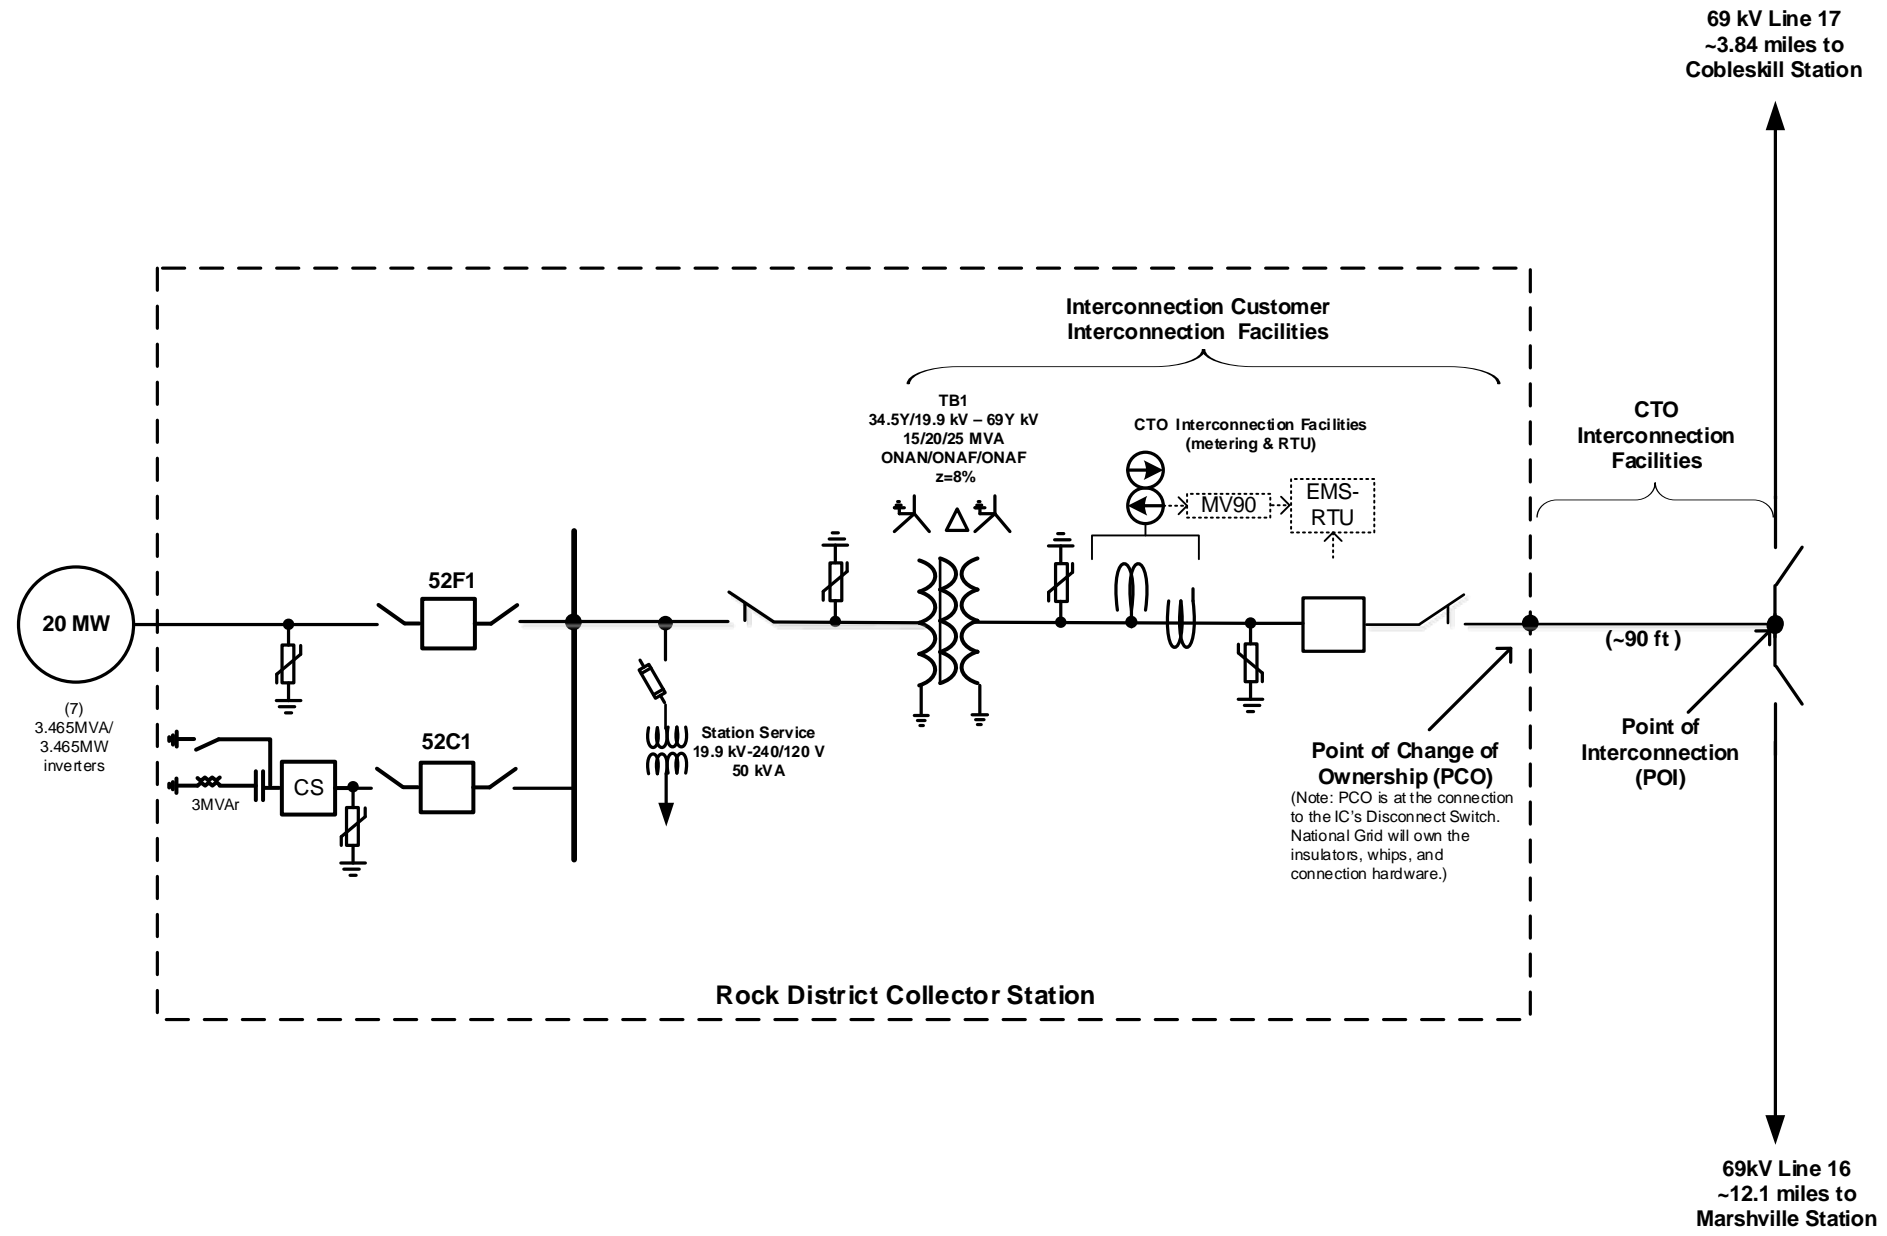 69 kV Line 17
~3.84 miles to
Cobleskill Station
Interconnection Customer
Interconnection Facilities
TB1
34.5Y/19.9 kV – 69Y kV
15/20/25 MVA
ONAN/ONAF/ONAF
z=8%
CTO Interconnection Facilities
(metering & RTU)
MV90
EMS-
RTU
CTO
Interconnection
Facilities
20 MW
(7)
3.465MVA/
3.465MW
inverters
52F1
52C1
CS
3MVAr
Station Service
19.9 kV-240/120 V
50 kVA
(~90 ft )
Point of Change of
Ownership (PCO)
(Note: PCO is at the connection
to the IC's Disconnect Switch.
National Grid will own the
insulators, whips, and
connection hardware.)
Point of
Interconnection
(POI)
Rock District Collector Station
69kV Line 16
~12.1 miles to
Marshville Station